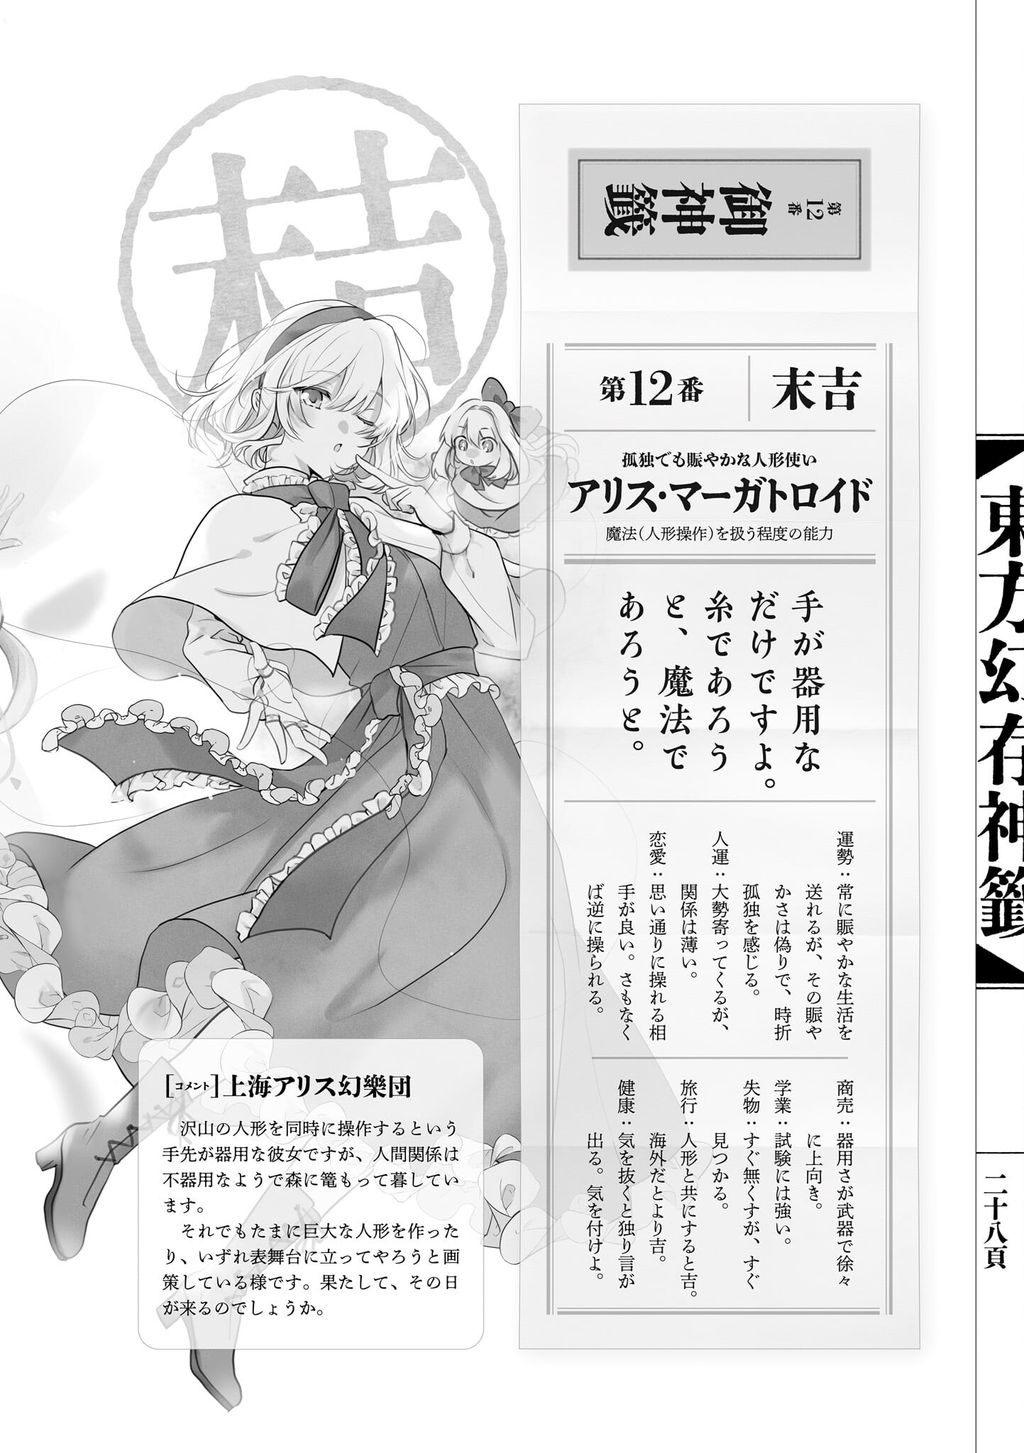 末吉
第12番
御神籤
第12番
末吉
孤独でも賑やかな人形使い
アリス・マーガトロイド
魔法（人形操作）を扱う程度の能力
手が器用な
だけですよ。
糸であろう
と、魔法で
あろうと。
運勢：常に賑やかな生活を
送れるが、その賑や
かさは偽りで、時折
孤独を感じる。
人運：大勢寄ってくるが、
関係は薄い。
恋愛：思い通りに操れる相
手が良い。さもなく
ば逆に操られる。
商売：器用さが武器で徐々
に上向き。
学業：試験には強い。
失物：すぐ無くすが、すぐ
見つかる。
旅行：人形と共にすると吉。
海外だとより吉。
健康：気を抜くと独り言が
出る。気を付けよ。
［コメント］上海アリス幻樂団
沢山の人形を同時に操作するという
手先が器用な彼女ですが、人間関係は
不器用なようで森に篭もって暮してい
ます。
それでもたまに巨大な人形を作った
り、いずれ表舞台に立ってやろうと画
策している様です。果たして、その日
が来るのでしょうか。
【東方幻存神籤】
二十八頁